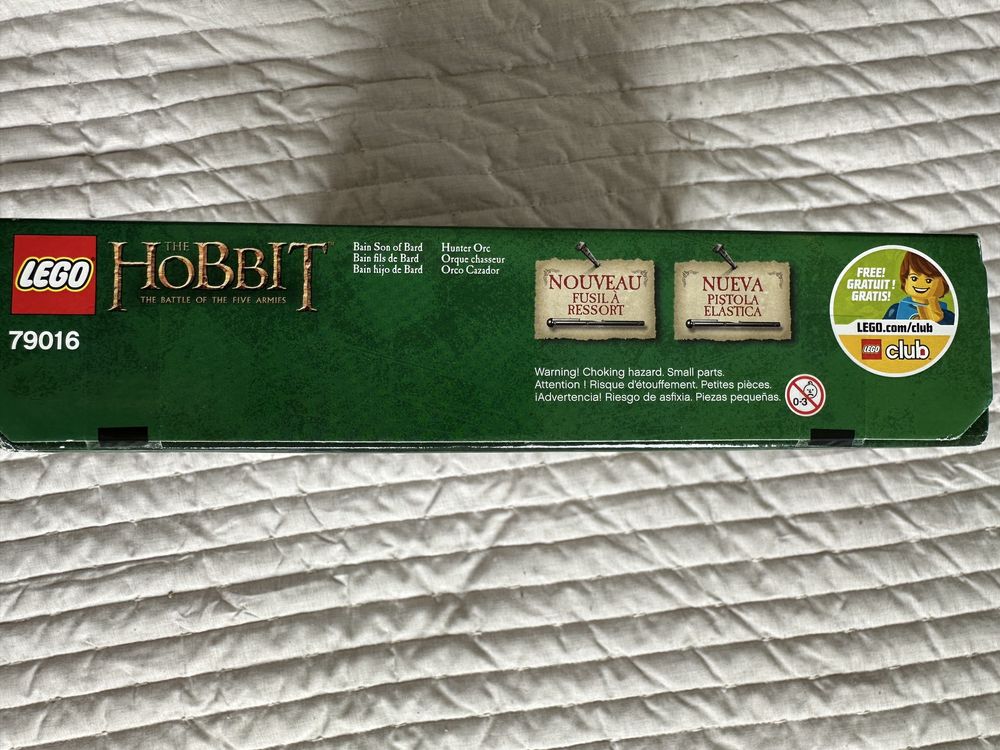 LEGO
THE
HOBBIT™
THE BATTLE OF THE FIVE ARMIES
79016
Bain Son of Bard
Bain fils de Bard
Bain hijo de Bard
Hunter Orc
Orque chasseur
Orco Cazador
NOUVEAU
FUSIL À
RESSORT
NUEVA
PISTOLA
ELÁSTICA
Warning! Choking hazard. Small parts.
Attention ! Risque d'étouffement. Petites pièces.
¡Advertencia! Riesgo de asfixia. Piezas pequeñas.
0-3
FREE!
GRATUIT !
GRATIS!
LEGO.com/club
LEGO club